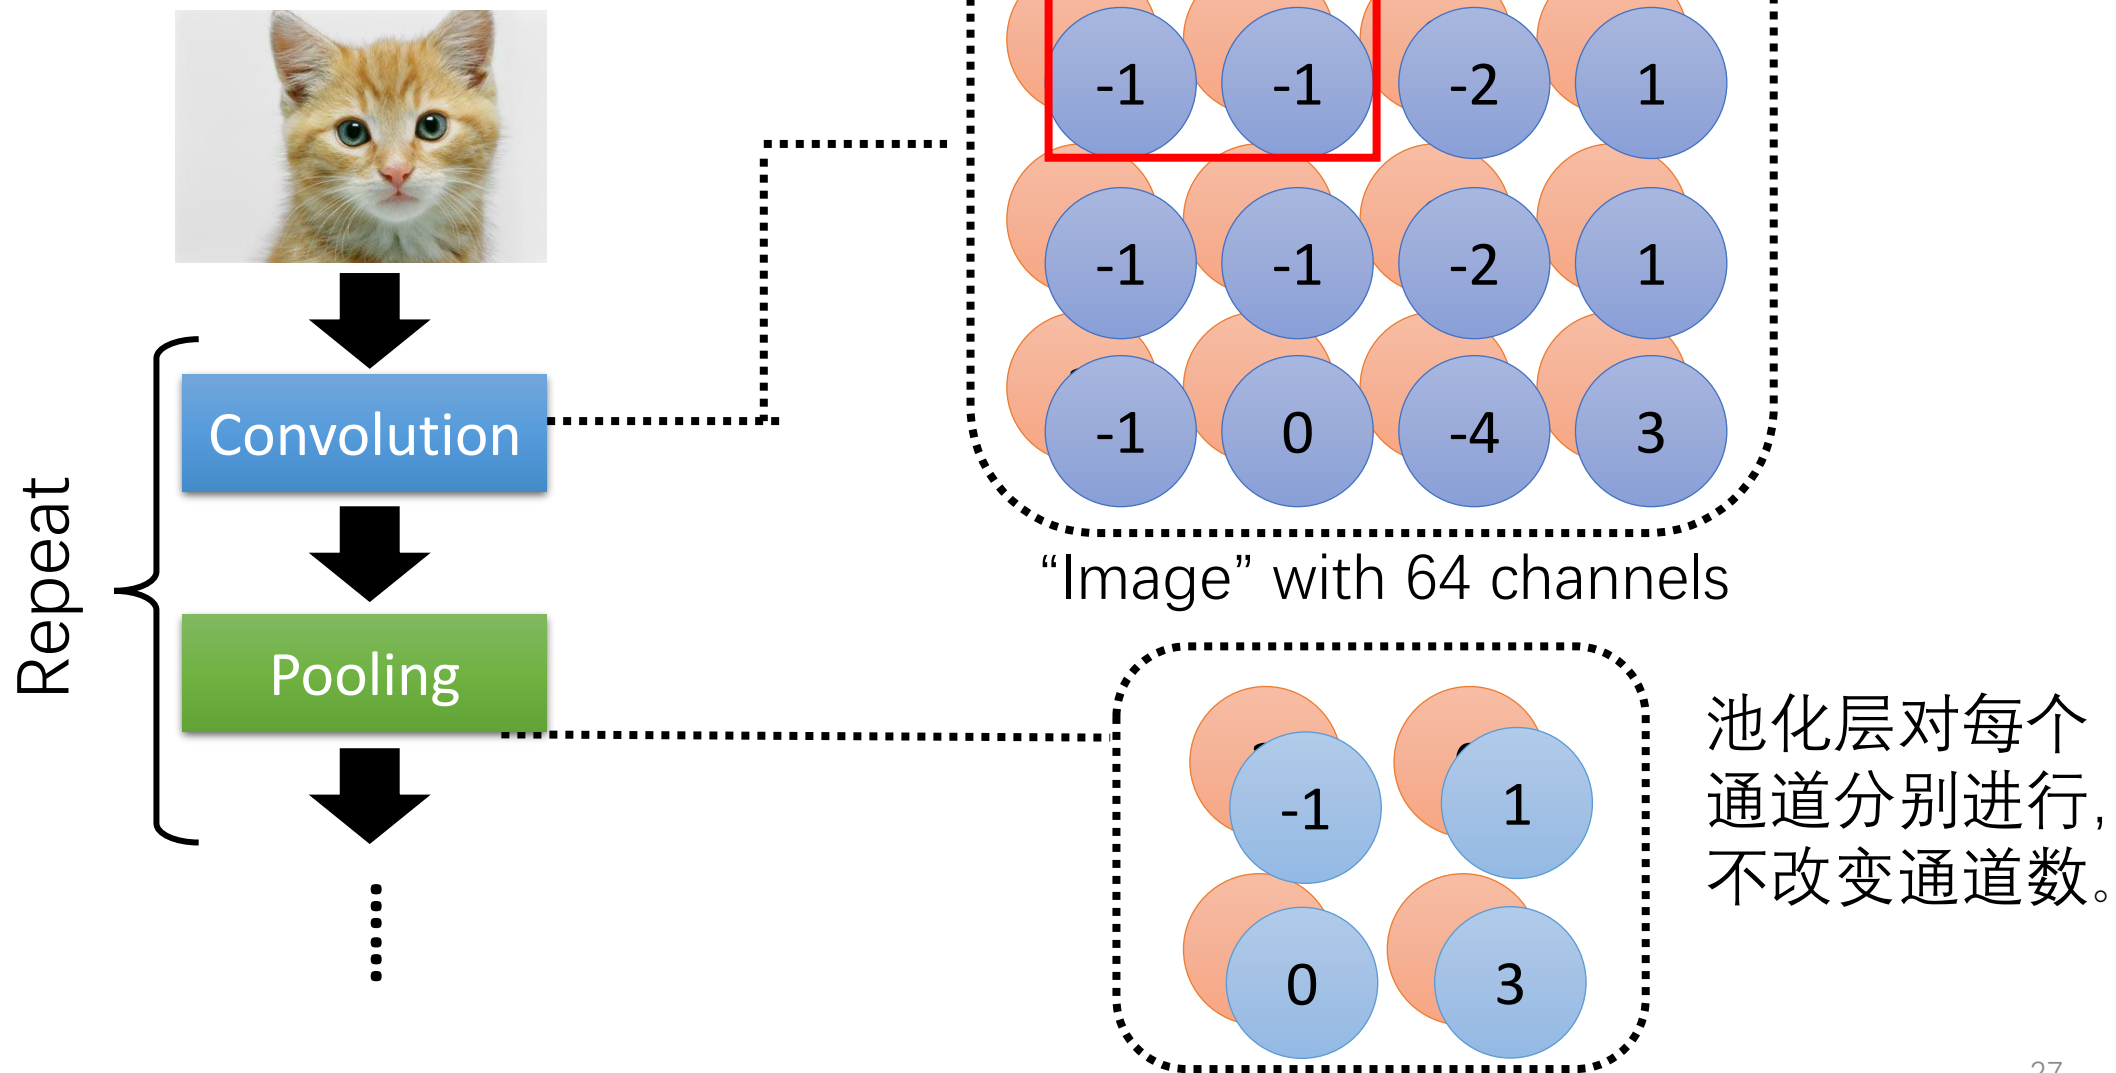 -1 -1 -2 1
-1 -1 -2 1
-1 0 -4 3
“Image” with 64 channels
Repeat
Convolution
Pooling
-1 1
0 3
池化层对每个
通道分别进行,
不改变通道数。
27